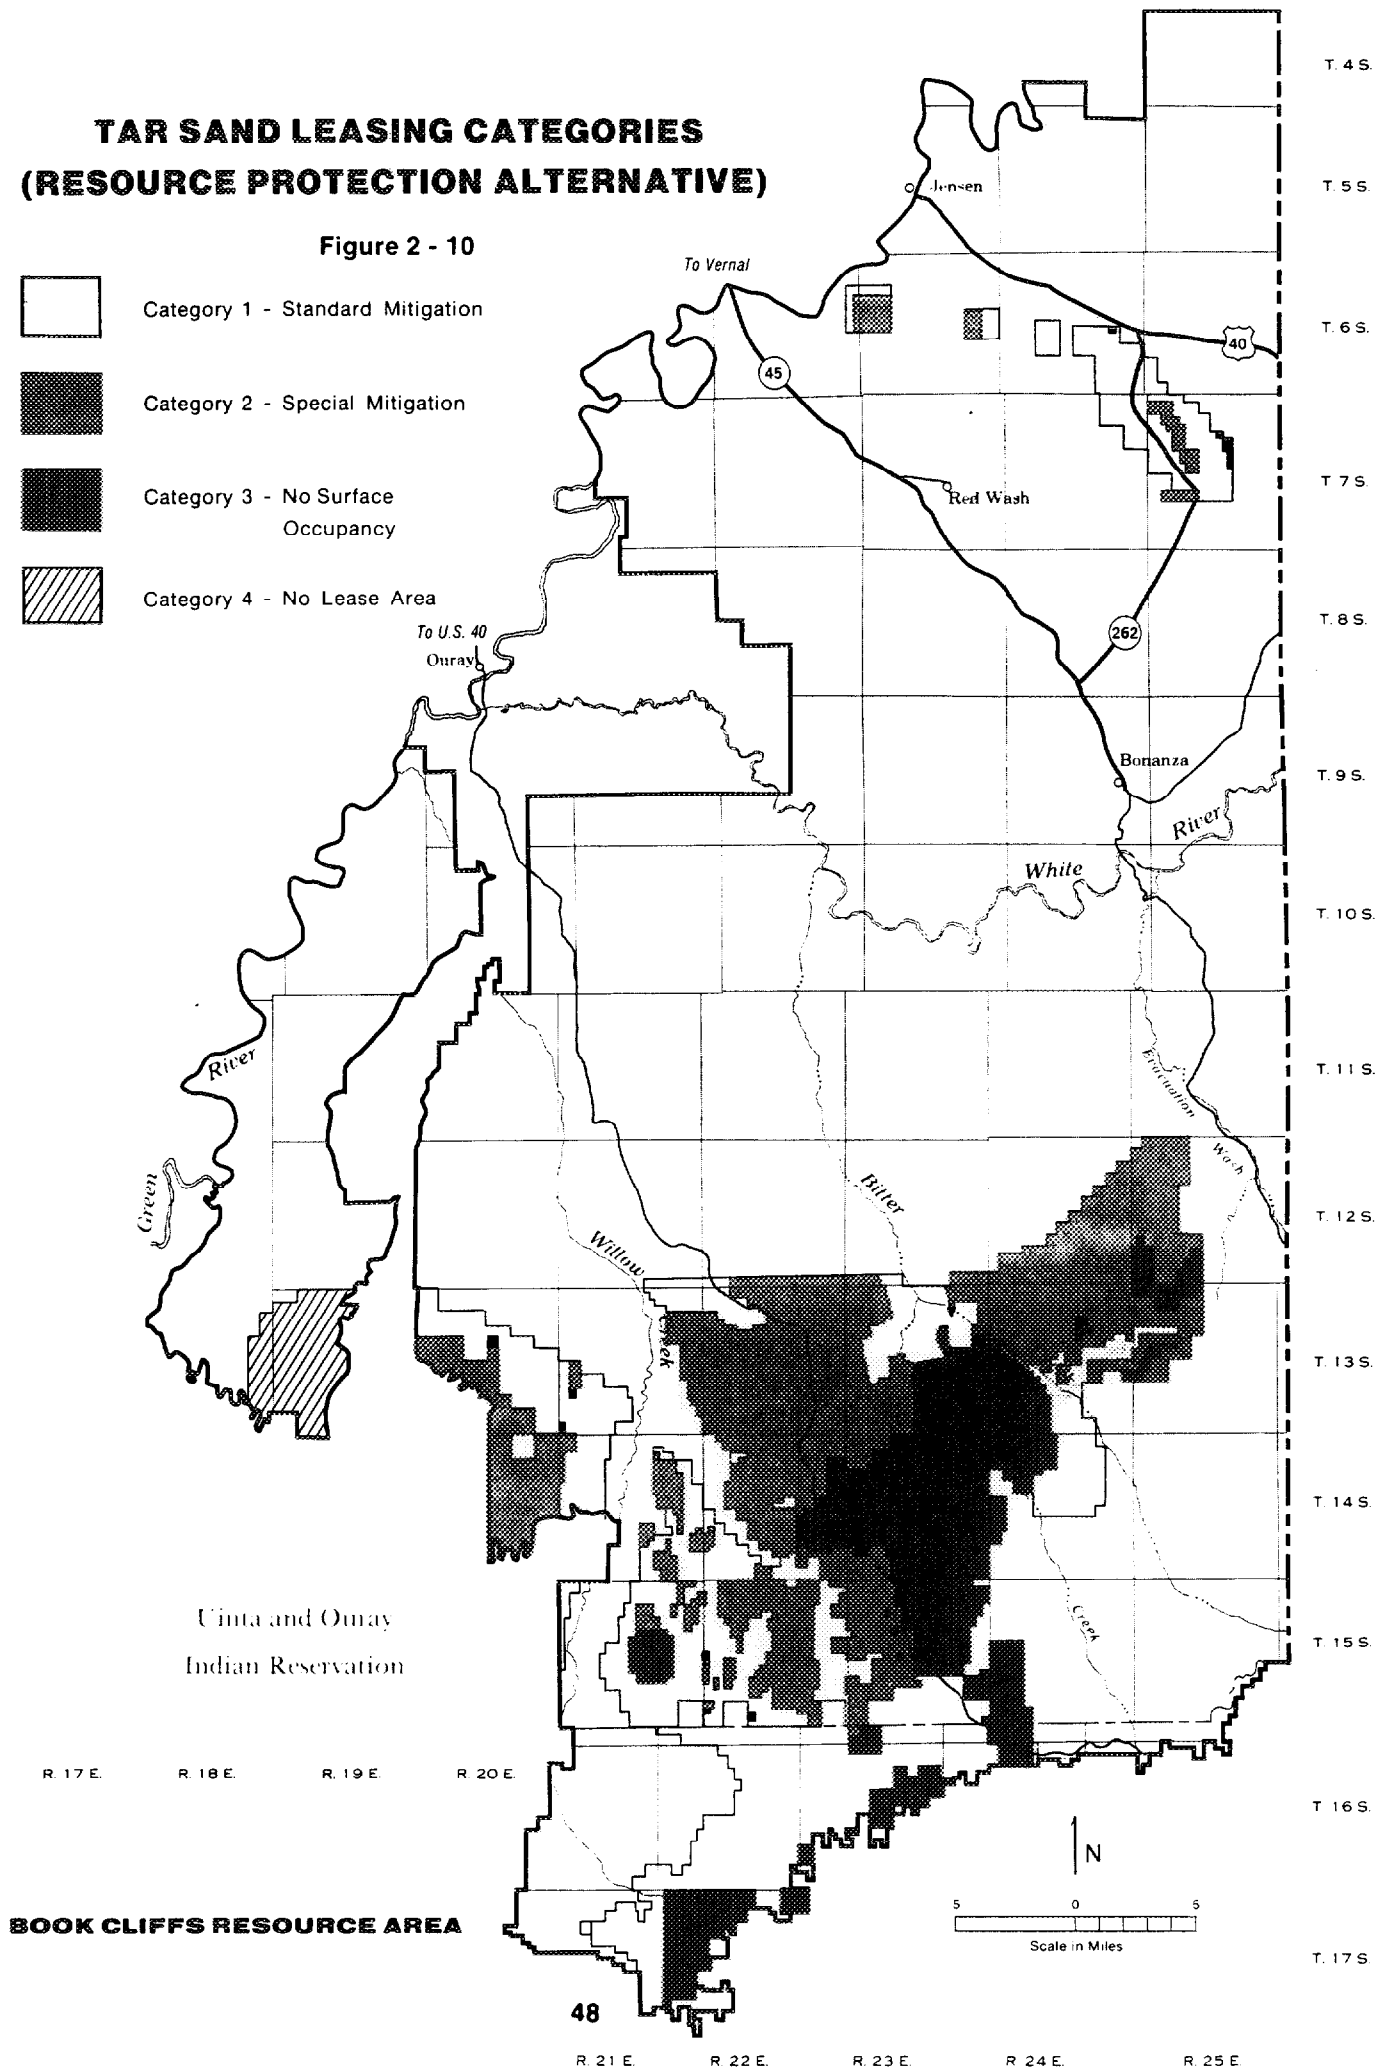 TAR SAND LEASING CATEGORIES
(RESOURCE PROTECTION ALTERNATIVE)
Figure 2 - 10
Category 1 - Standard Mitigation
Category 2 - Special Mitigation
Category 3 - No Surface
Occupancy
Category 4 - No Lease Area
To Vernal
Jensen
40
45
Red Wash
262
To U.S. 40
Ouray
Bonanza
River
White
River
Green
Evacuation
Wash
Bitter
Willow
Creek
Uinta and Ouray
Indian Reservation
T. 4 S.
T. 5 S.
T. 6 S.
T 7 S.
T. 8 S.
T. 9 S.
T. 10 S.
T. 11 S.
T. 12 S.
T. 13 S.
T. 14 S.
T. 15 S.
T 16 S.
T. 17 S.
R. 17 E.
R. 18 E.
R. 19 E.
R. 20 E.
N
5 0 5
Scale in Miles
BOOK CLIFFS RESOURCE AREA
48
R. 21 E.
R. 22 E.
R. 23 E.
R. 24 E.
R. 25 E.